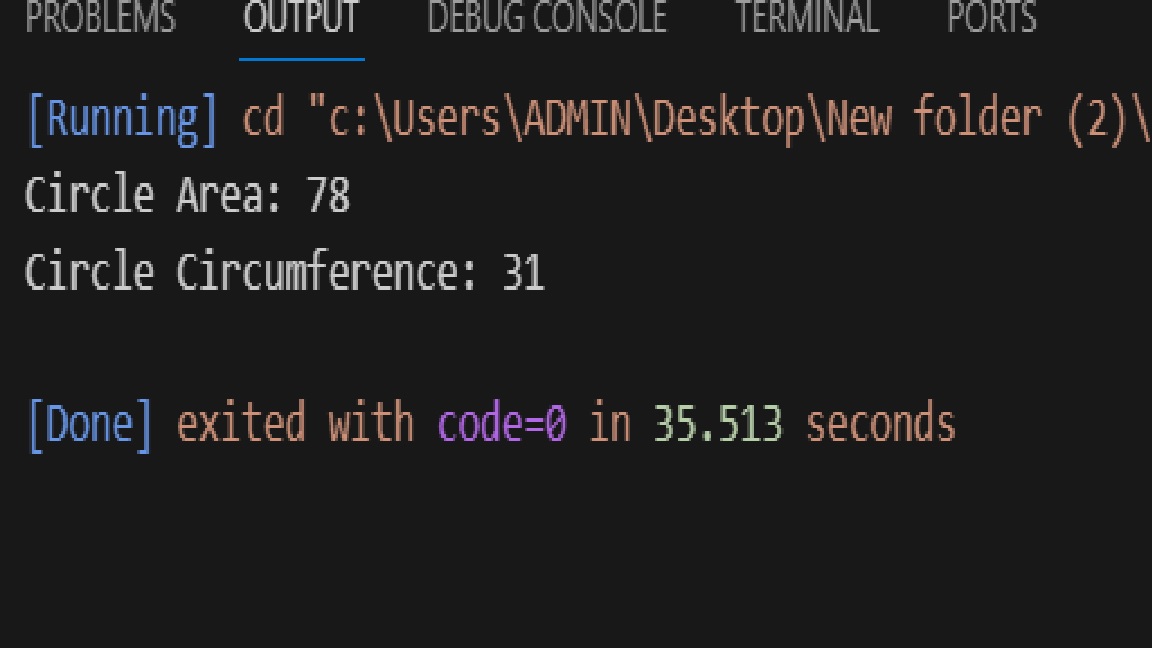 PROBLEMS OUTPUT DEBUG CONSOLE TERMINAL PORTS
[Running] cd "c:\Users\ADMIN\Desktop\New folder (2)\
Circle Area: 78
Circle Circumference: 31
[Done] exited with code=0 in 35.513 seconds